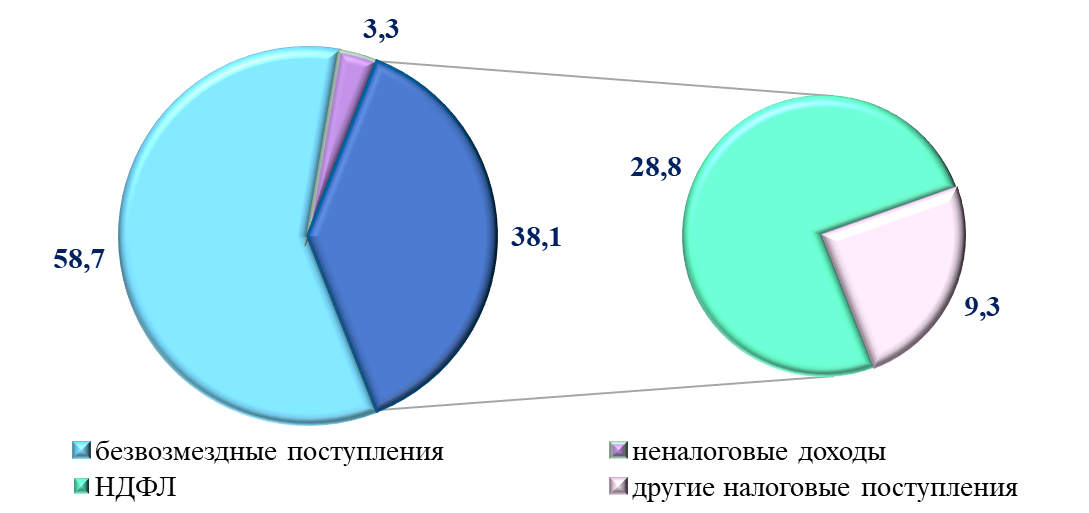 3,3
28,8
38,1
58,7
9,3
безвозмездные поступления
неналоговые доходы
НДФЛ
другие налоговые поступления